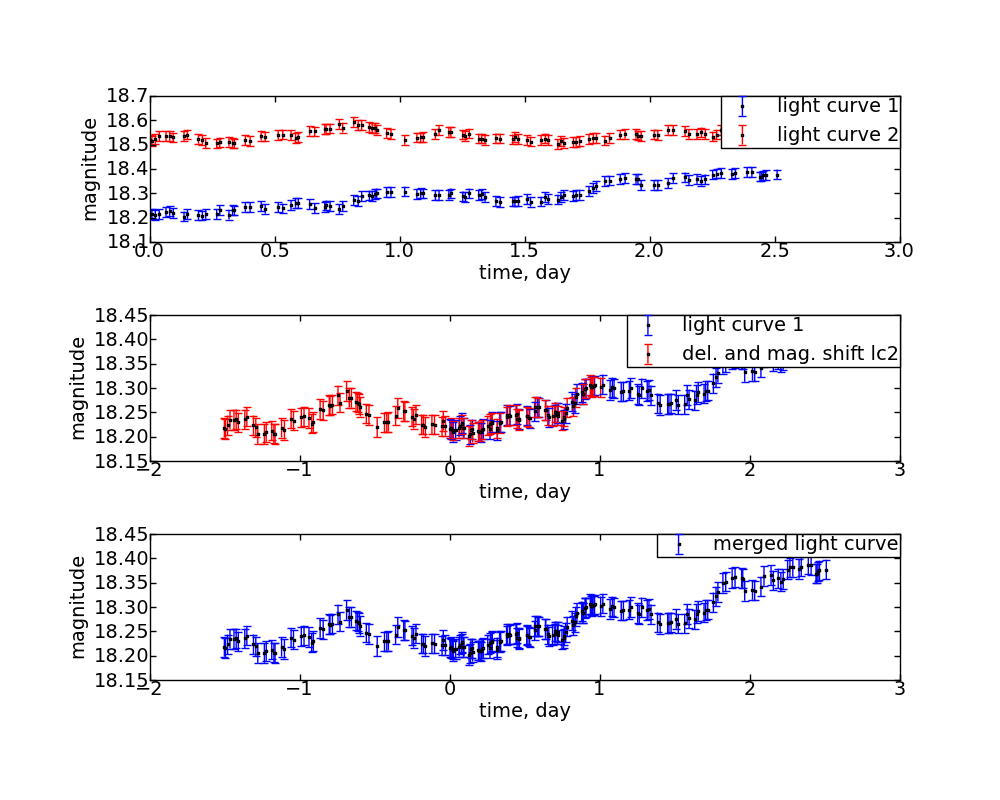 18.7
light curve 1
18.6
light curve 2
18.5
18.4
18.3
18.2
18.1
magnitude
0.0 0.5 1.0 1.5 2.0 2.5 3.0
time, day
18.45
light curve 1
18.40
del. and mag. shift lc2
18.35
18.30
18.25
18.20
18.15
magnitude
−2 −1 0 1 2 3
time, day
18.45
merged light curve
18.40
18.35
18.30
18.25
18.20
18.15
magnitude
−2 −1 0 1 2 3
time, day